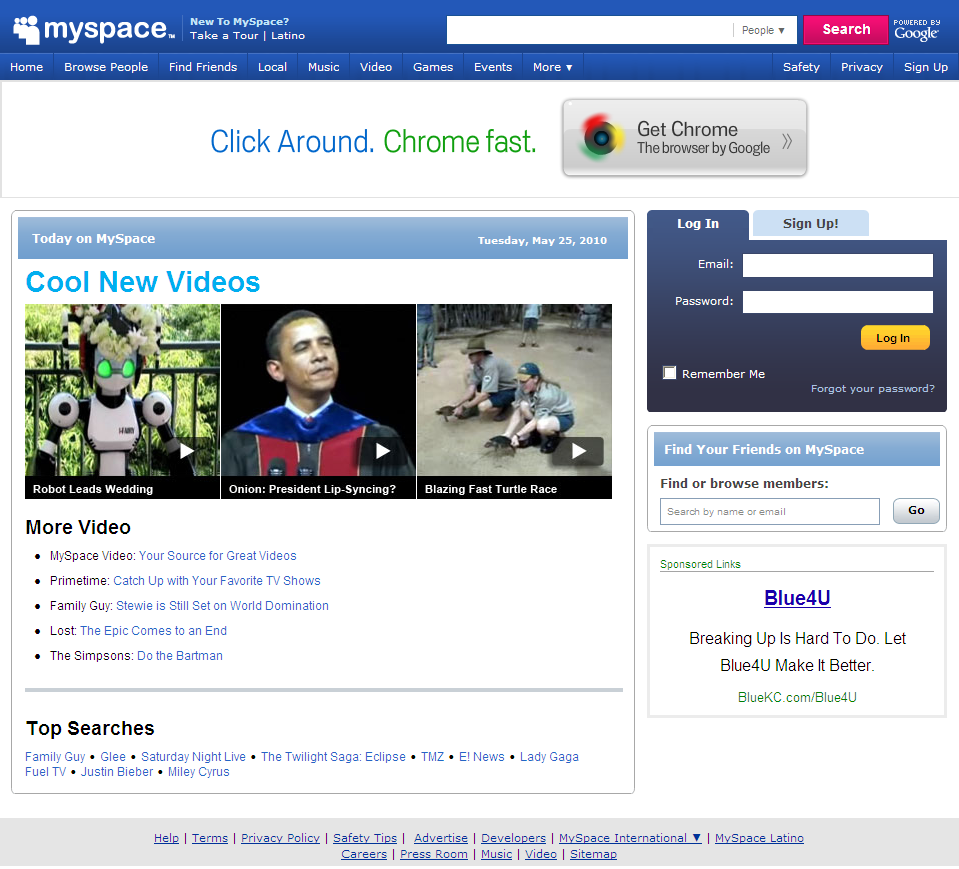 myspace™
New To MySpace?
Take a Tour | Latino
People ▼
Search
POWERED BY
Google™
Home
Browse People
Find Friends
Local
Music
Video
Games
Events
More ▼
Safety
Privacy
Sign Up
Click Around. Chrome fast.
Get Chrome
The browser by Google
Today on MySpace
Tuesday, May 25, 2010
Cool New Videos
I-FAIRY
Robot Leads Wedding
Onion: President Lip-Syncing?
Blazing Fast Turtle Race
More Video
• MySpace Video: Your Source for Great Videos
• Primetime: Catch Up with Your Favorite TV Shows
• Family Guy: Stewie is Still Set on World Domination
• Lost: The Epic Comes to an End
• The Simpsons: Do the Bartman
Top Searches
Family Guy • Glee • Saturday Night Live • The Twilight Saga: Eclipse • TMZ • E! News • Lady Gaga
Fuel TV • Justin Bieber • Miley Cyrus
Log In
Sign Up!
Email:
Password:
Log In
Remember Me
Forgot your password?
Find Your Friends on MySpace
Find or browse members:
Search by name or email
Go
Sponsored Links
Blue4U
Breaking Up Is Hard To Do. Let
Blue4U Make It Better.
BlueKC.com/Blue4U
Help | Terms | Privacy Policy | Safety Tips | Advertise | Developers | MySpace International ▼ | MySpace Latino
Careers | Press Room | Music | Video | Sitemap